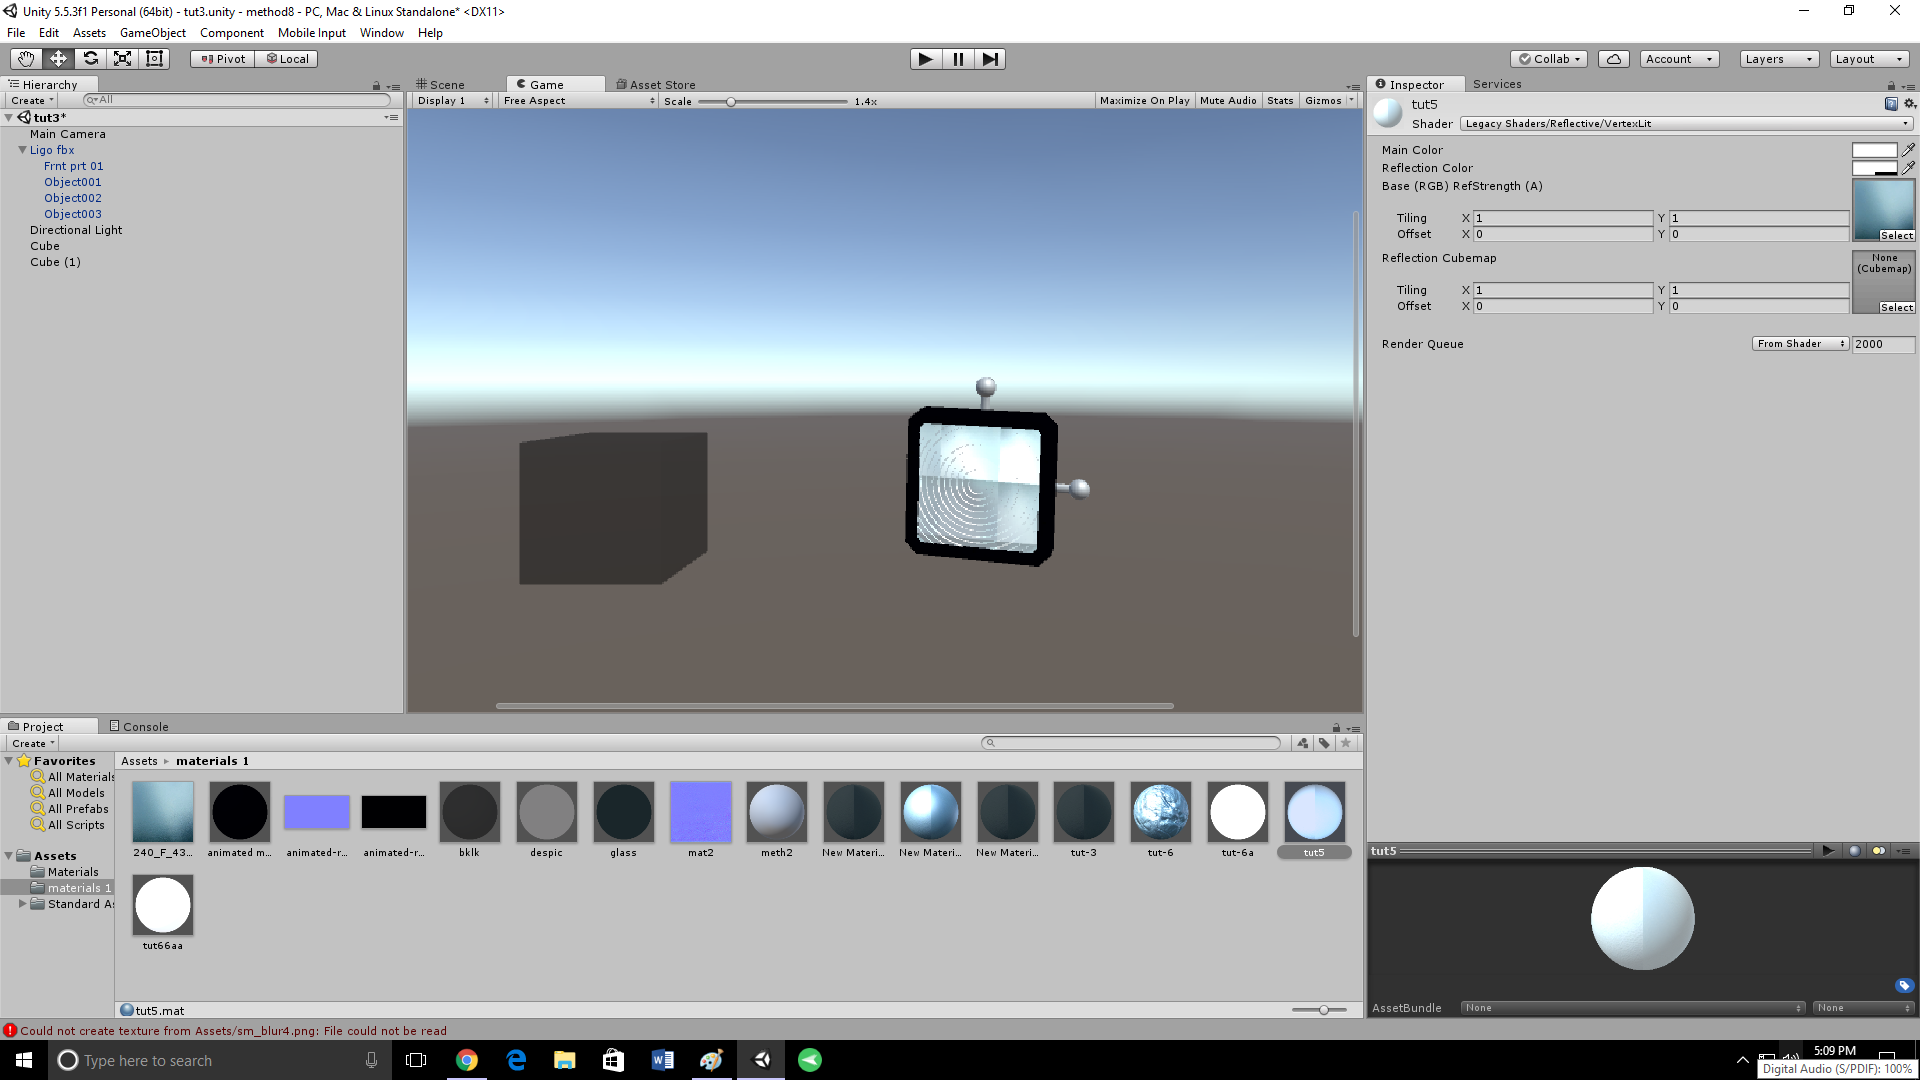 Unity 5.5.3f1 Personal (64bit) - tut3.unity - method8 - PC, Mac & Linux Standalone* <DX11>
File Edit Assets GameObject Component Mobile Input Window Help
Pivot Local Collab Account Layers Layout
Hierarchy
Create All
tut3*
Main Camera
Ligo fbx
Frnt prt 01
Object001
Object002
Object003
Directional Light
Cube
Cube (1)
Scene Game Asset Store
Display 1 Free Aspect Scale 1.4x Maximize On Play Mute Audio Stats Gizmos
Inspector Services
tut5
Shader Legacy Shaders/Reflective/VertexLit
Main Color
Reflection Color
Base (RGB) RefStrength (A)
Tiling X 1 Y 1
Offset X 0 Y 0
Select
Reflection Cubemap
None
(Cubemap)
Tiling X 1 Y 1
Offset X 0 Y 0
Select
Render Queue From Shader 2000
Project Console
Create
Favorites
All Materials
All Models
All Prefabs
All Scripts
Assets
Materials
materials 1
Standard As
Assets materials 1
240_F_43... animated m... animated-r... animated-r... bklk despic glass mat2 meth2 New Materi... New Materi... New Materi... tut-3 tut-6 tut-6a tut5
tut66aa
tut5.mat
tut5
AssetBundle None None
Could not create texture from Assets/sm_blur4.png: File could not be read
Type here to search
5:09 PM
Digital Audio (S/PDIF): 100%